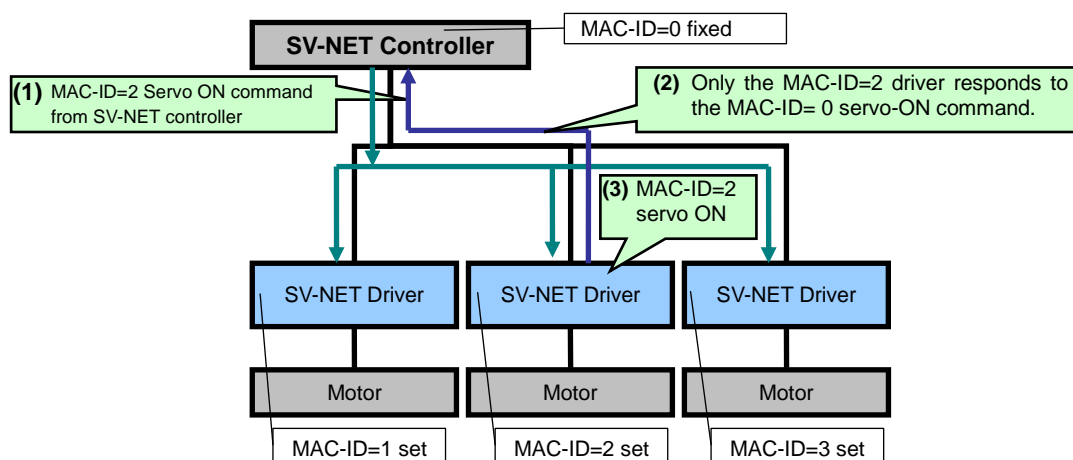 MAC-ID=0 fixed
SV-NET Controller
(1) MAC-ID=2 Servo ON command
from SV-NET controller
(2) Only the MAC-ID=2 driver responds to
the MAC-ID= 0 servo-ON command.
(3) MAC-ID=2
servo ON
SV-NET Driver
SV-NET Driver
SV-NET Driver
Motor
Motor
Motor
MAC-ID=1 set
MAC-ID=2 set
MAC-ID=3 set